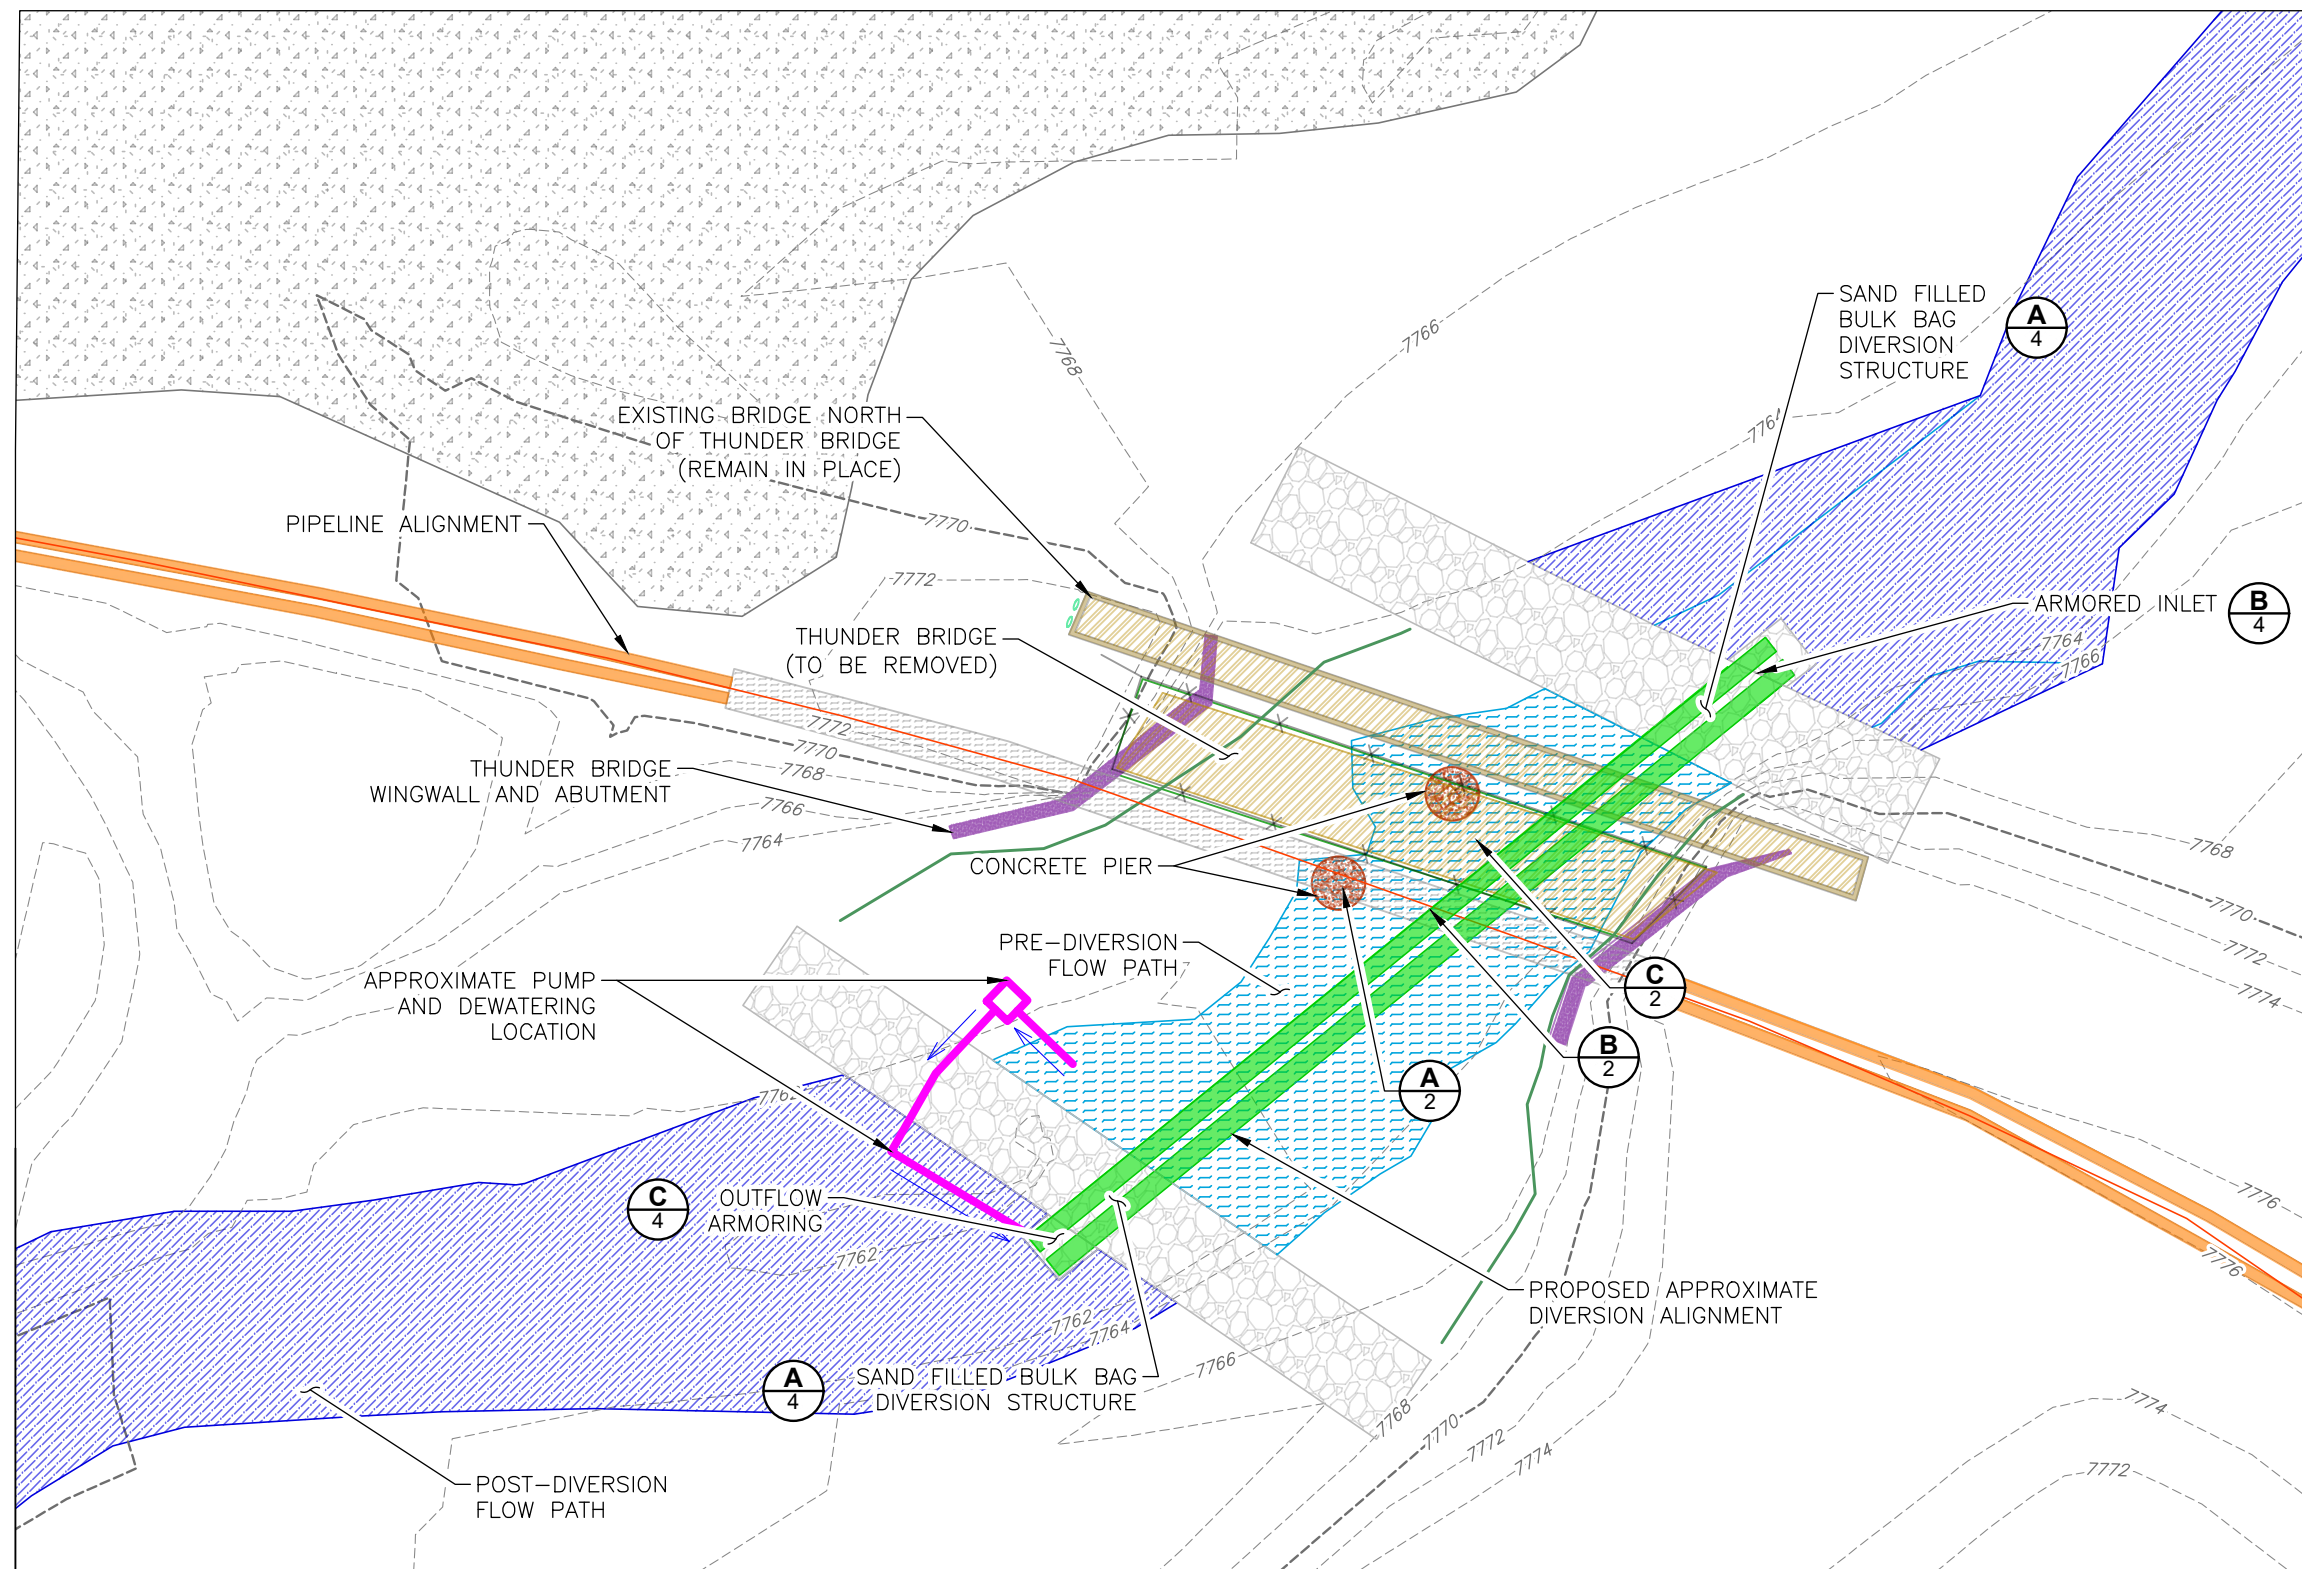 SAND FILLED
BULK BAG
DIVERSION
STRUCTURE
A
4
7766
7768
7764
EXISTING BRIDGE NORTH
OF THUNDER BRIDGE
(REMAIN IN PLACE)
PIPELINE ALIGNMENT
7770
7772
ARMORED INLET
B
4
7764
7766
THUNDER BRIDGE
(TO BE REMOVED)
7772
7770
7768
7766
7764
THUNDER BRIDGE
WINGWALL AND ABUTMENT
CONCRETE PIER
7768
7770
7772
7774
PRE-DIVERSION
FLOW PATH
APPROXIMATE PUMP
AND DEWATERING
LOCATION
C
2
B
2
A
2
7762
C
4
OUTFLOW
ARMORING
7762
7776
7776
PROPOSED APPROXIMATE
DIVERSION ALIGNMENT
7762
7764
7766
A
4
SAND FILLED BULK BAG
DIVERSION STRUCTURE
7768
7770
7772
7774
7774
7772
POST-DIVERSION
FLOW PATH